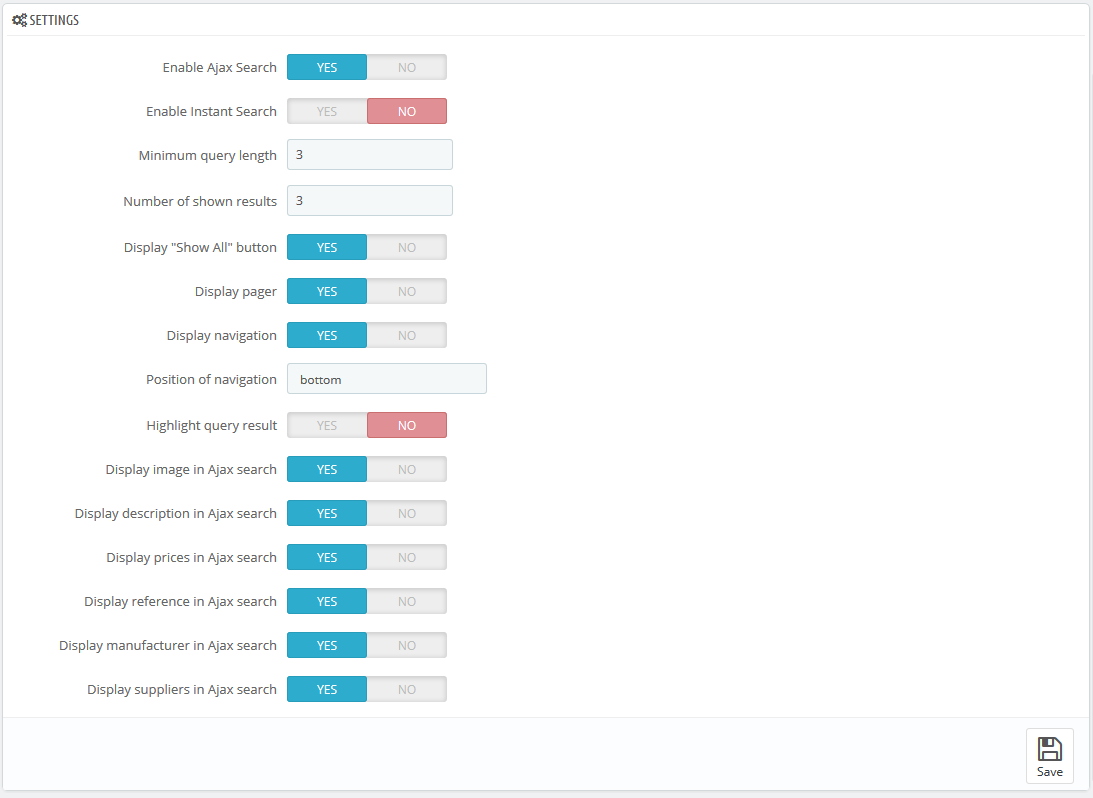 SETTINGS
Enable Ajax Search YES NO
Enable Instant Search YES NO
Minimum query length 3
Number of shown results 3
Display "Show All" button YES NO
Display pager YES NO
Display navigation YES NO
Position of navigation bottom
Highlight query result YES NO
Display image in Ajax search YES NO
Display description in Ajax search YES NO
Display prices in Ajax search YES NO
Display reference in Ajax search YES NO
Display manufacturer in Ajax search YES NO
Display suppliers in Ajax search YES NO
Save